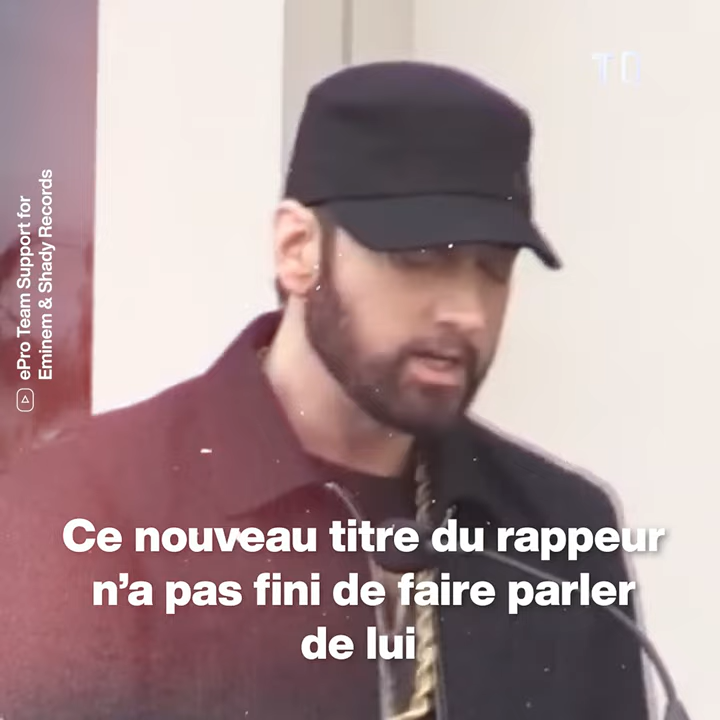 ePro Team Support for
Eminem & Shady Records
Ce nouveau titre du rappeur
n’a pas fini de faire parler
de lui